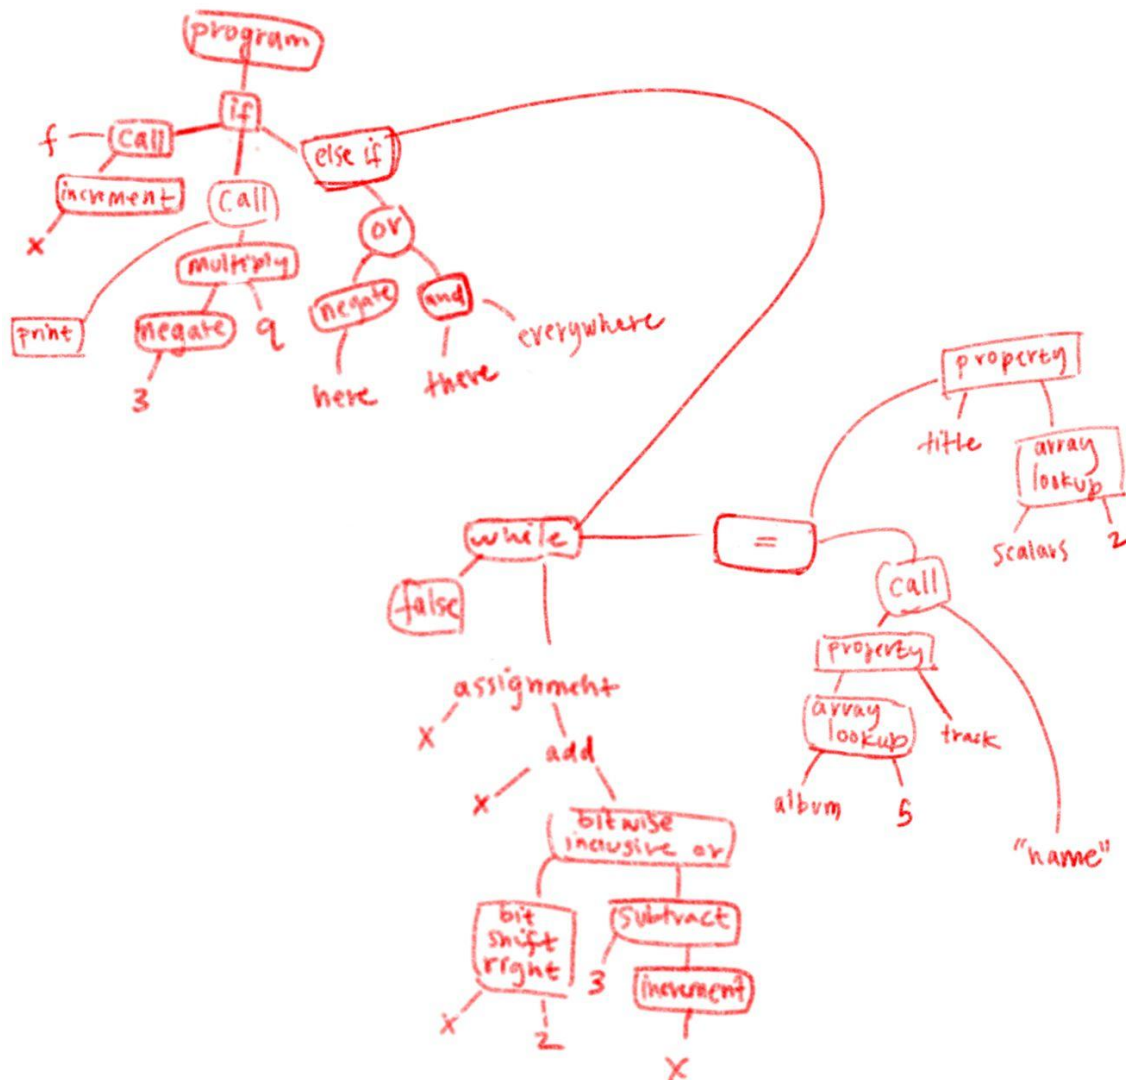 program
if
f
call
else if
increment
call
x
or
multiply
print
negate
q
negate
and
everywhere
3
here
there
property
title
array
lookup
scalars
2
while
=
false
call
property
assignment
x
array
lookup
track
add
x
album
5
bitwise
inclusive or
"name"
bit
shift
right
subtract
3
increment
x
2
x